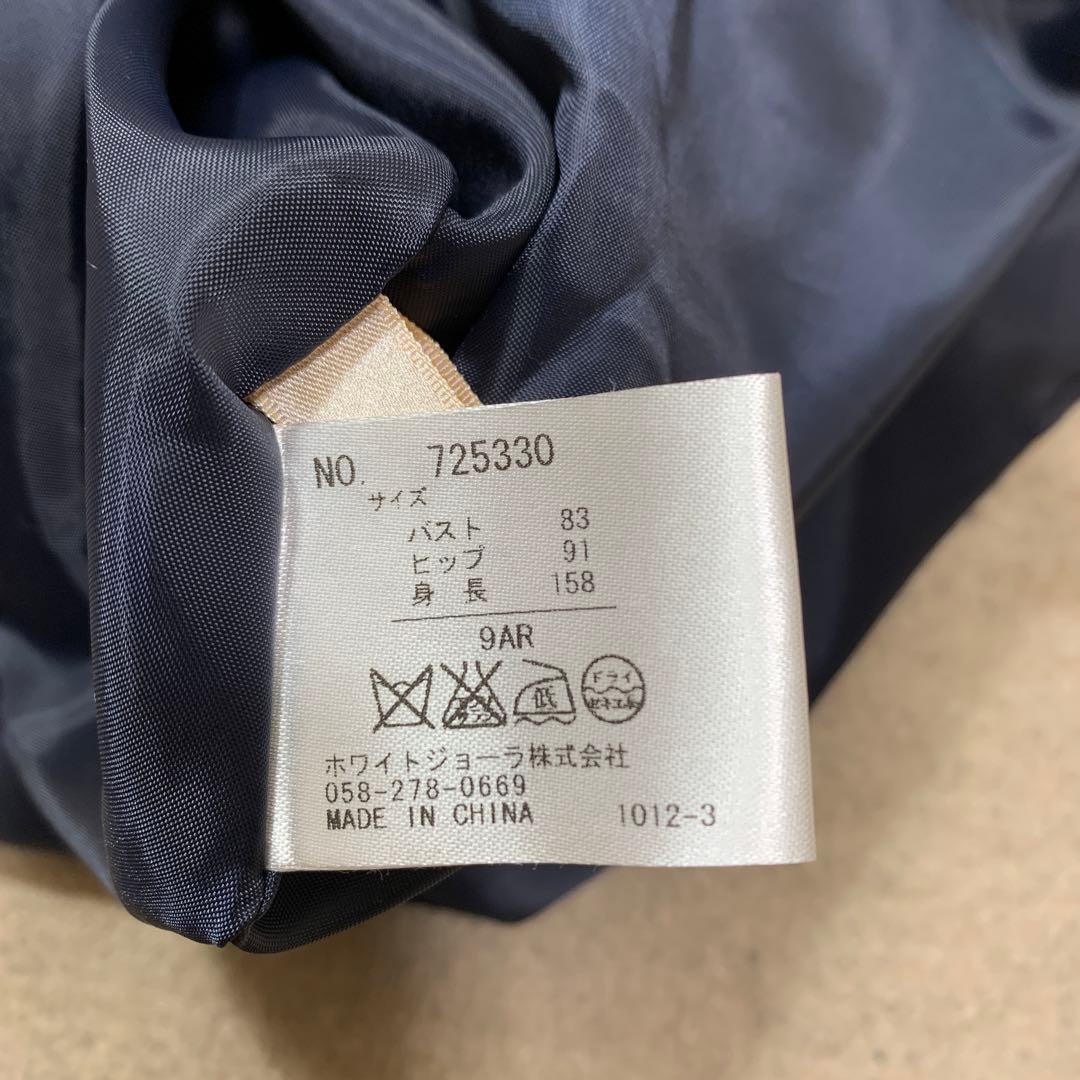 NO. 725330
サイズ
バスト 83
ヒップ 91
身長 158
9AR
低 ドライ
ホワイトジョーラ株式会社
058-278-0669
MADE IN CHINA 1012-3